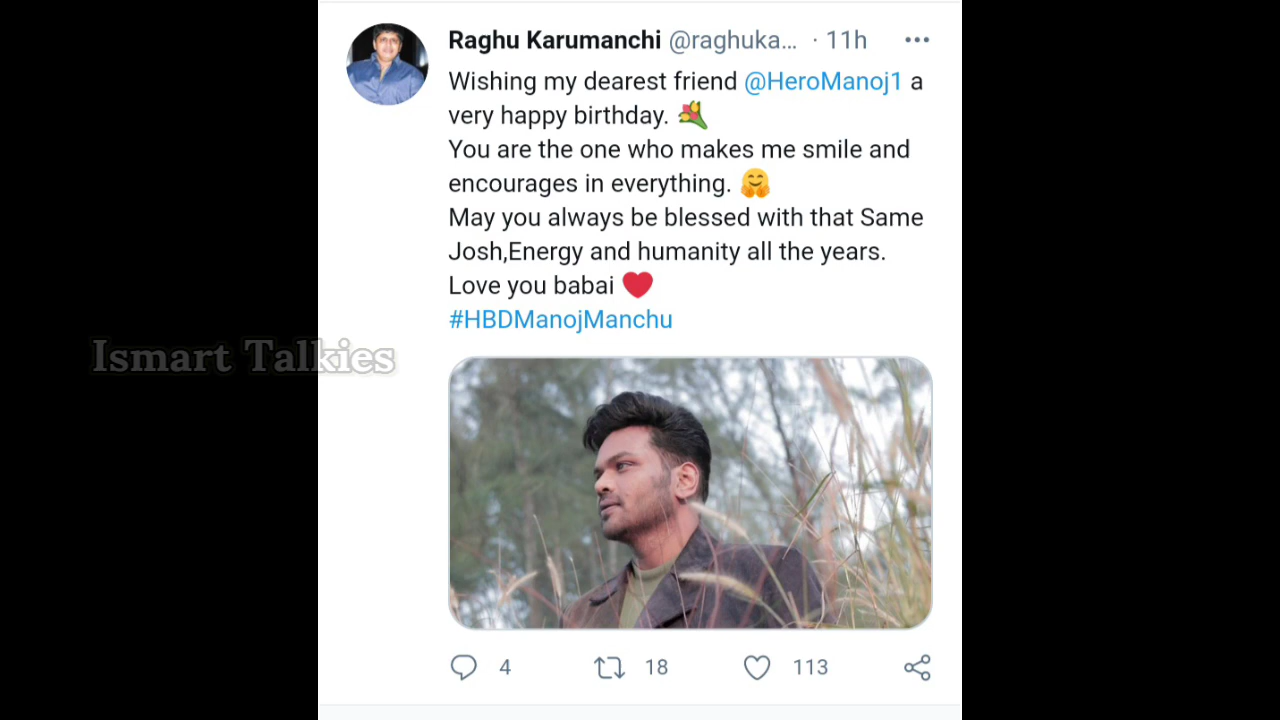 Raghu Karumanchi @raghuka... · 11h
Wishing my dearest friend @HeroManoj1 a
very happy birthday. 💐
You are the one who makes me smile and
encourages in everything. 🤗
May you always be blessed with that Same
Josh,Energy and humanity all the years.
Love you babai ❤️
#HBDManojManchu
Ismart Talkies
4 18 113